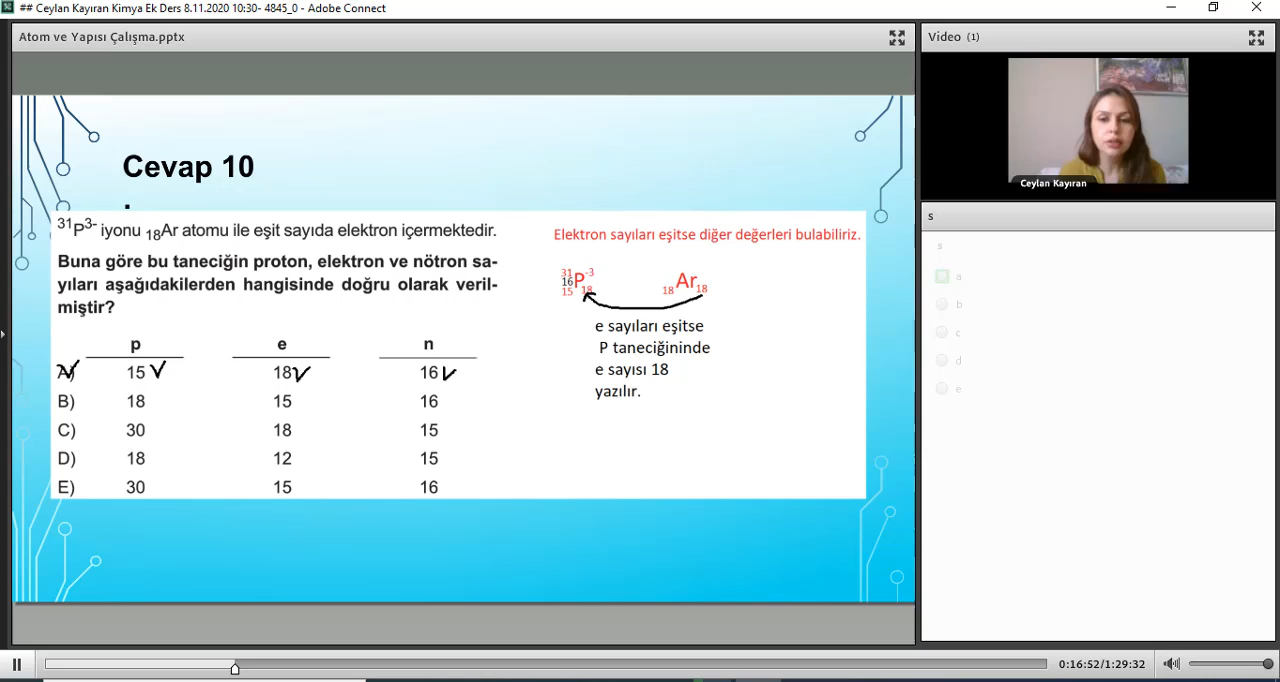 ## Ceylan Kayıran Kimya Ek Ders 8.11.2020 10:30- 4845_0 - Adobe Connect
Atom ve Yapısı Çalışma.pptx
Video (1)
Ceylan Kayıran
s
s
a
b
c
d
e
Cevap 10
.
31P3- iyonu 18Ar atomu ile eşit sayıda elektron içermektedir.
Buna göre bu taneciğin proton, elektron ve nötron sa-
yıları aşağıdakilerden hangisinde doğru olarak veril-
miştir?
p e n
A) 15 18 16
B) 18 15 16
C) 30 18 15
D) 18 12 15
E) 30 15 16
Elektron sayıları eşitse diğer değerleri bulabiliriz.
31 16 15 P -3 18 18 Ar 18
e sayıları eşitse
P taneciğininde
e sayısı 18
yazılır.
0:16:52/1:29:32